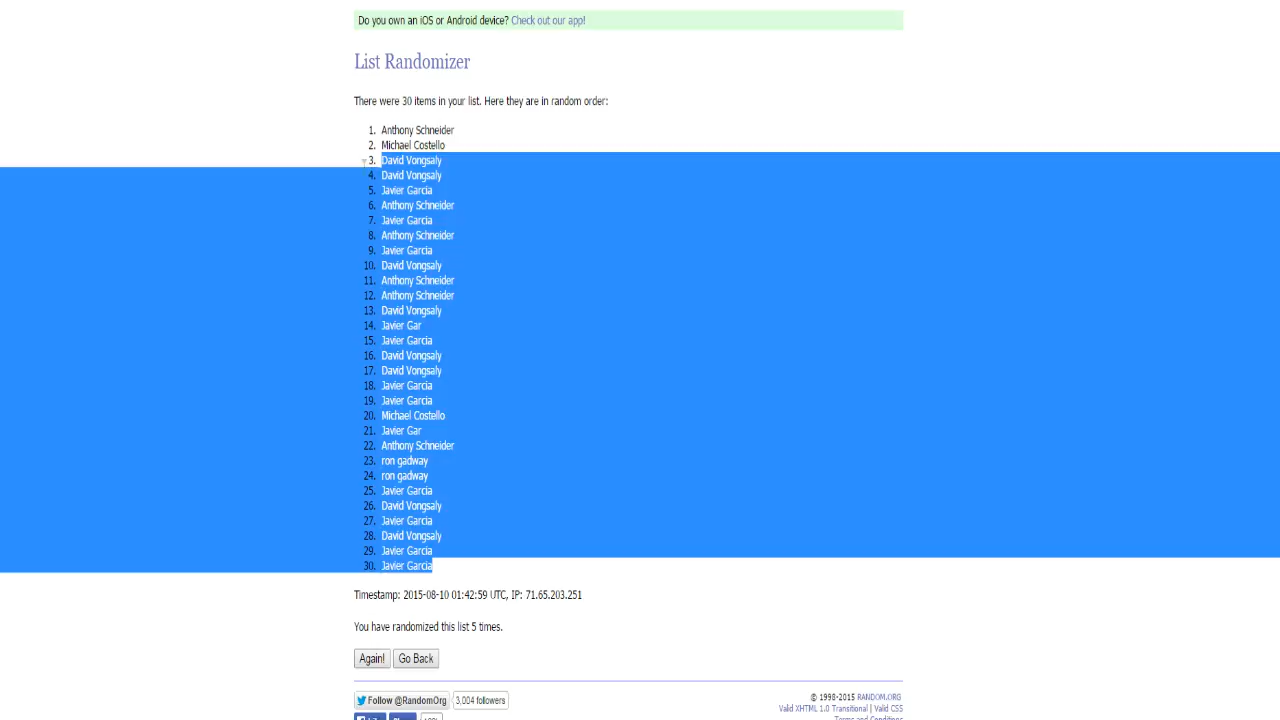 Do you own an iOS or Android device? Check out our app!
List Randomizer
There were 30 items in your list. Here they are in random order:
1. Anthony Schneider
2. Michael Costello
3. David Vongsaly
4. David Vongsaly
5. Javier Garcia
6. Anthony Schneider
7. Javier Garcia
8. Anthony Schneider
9. Javier Garcia
10. David Vongsaly
11. Anthony Schneider
12. Anthony Schneider
13. David Vongsaly
14. Javier Gar
15. Javier Garcia
16. David Vongsaly
17. David Vongsaly
18. Javier Garcia
19. Javier Garcia
20. Michael Costello
21. Javier Gar
22. Anthony Schneider
23. ron gadway
24. ron gadway
25. Javier Garcia
26. David Vongsaly
27. Javier Garcia
28. David Vongsaly
29. Javier Garcia
30. Javier Garcia
Timestamp: 2015-08-10 01:42:59 UTC, IP: 71.65.203.251
You have randomized this list 5 times.
Again! Go Back
Follow @RandomOrg 3,004 followers
© 1998-2015 RANDOM.ORG
Valid XHTML 1.0 Transitional | Valid CSS
Terms and Conditions